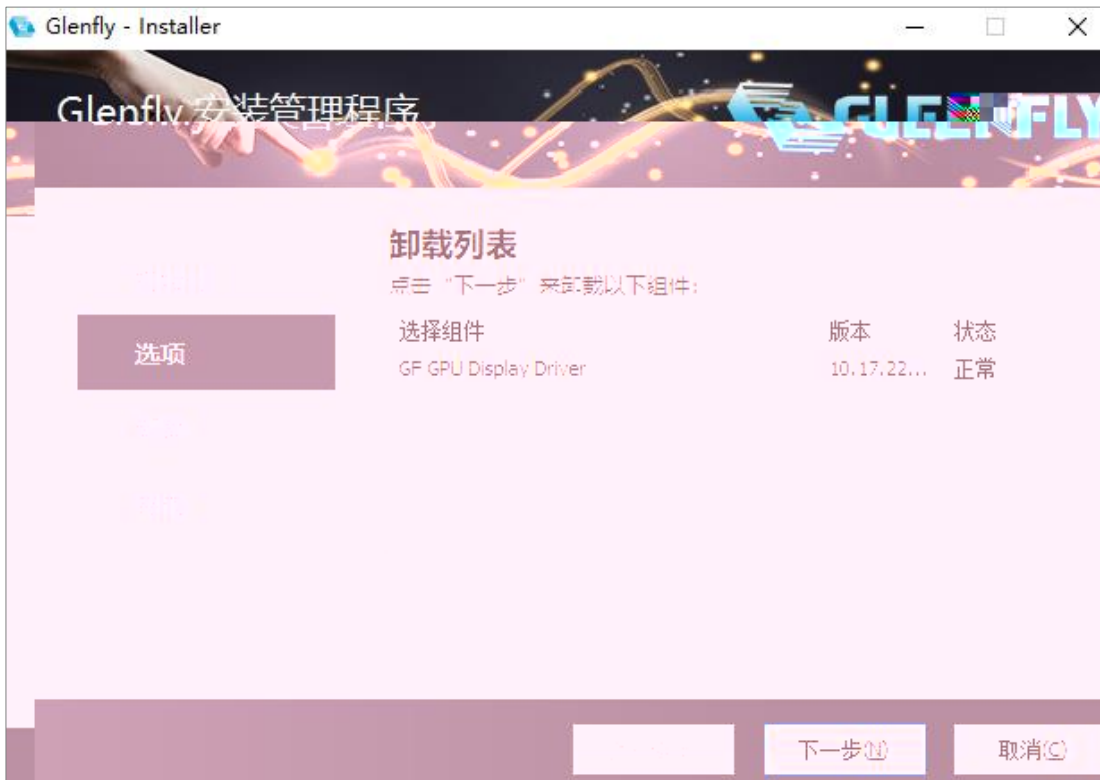 Glenfly - Installer
Glenfly 安装管理程序
GLENFLY
卸载列表
点击“下一步”来卸载以下组件:
选择组件 版本 状态
GF GPU Display Driver 10.17.22... 正常
选项
下一步(N) 取消(C)